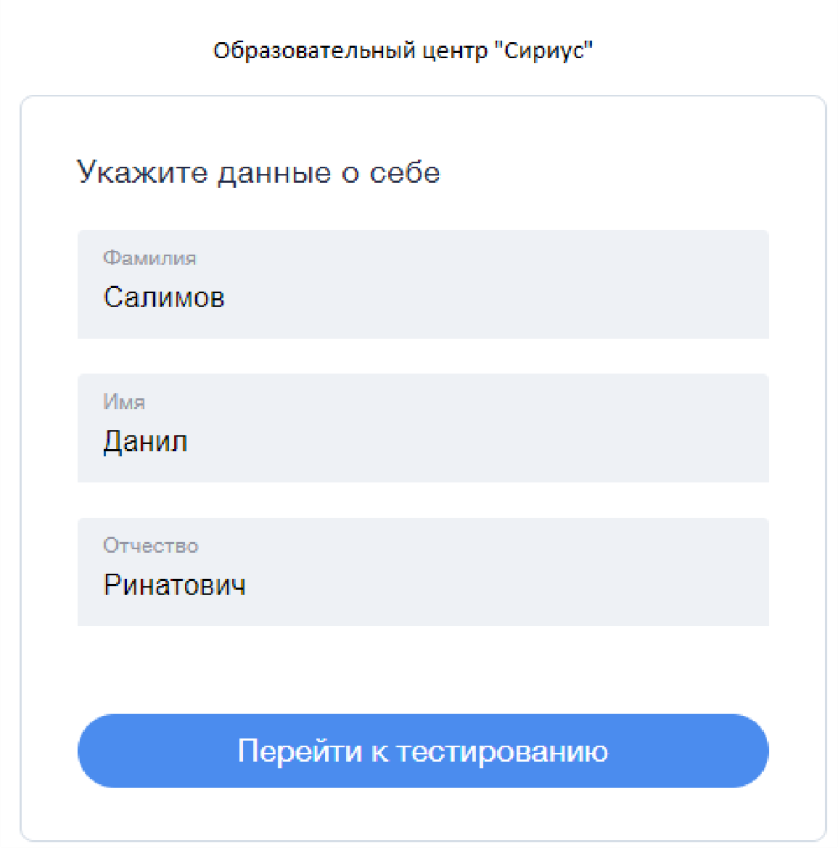 Образовательный центр "Сириус"
Укажите данные о себе
Фамилия
Салимов
Имя
Данил
Отчество
Ринатович
Перейти к тестированию